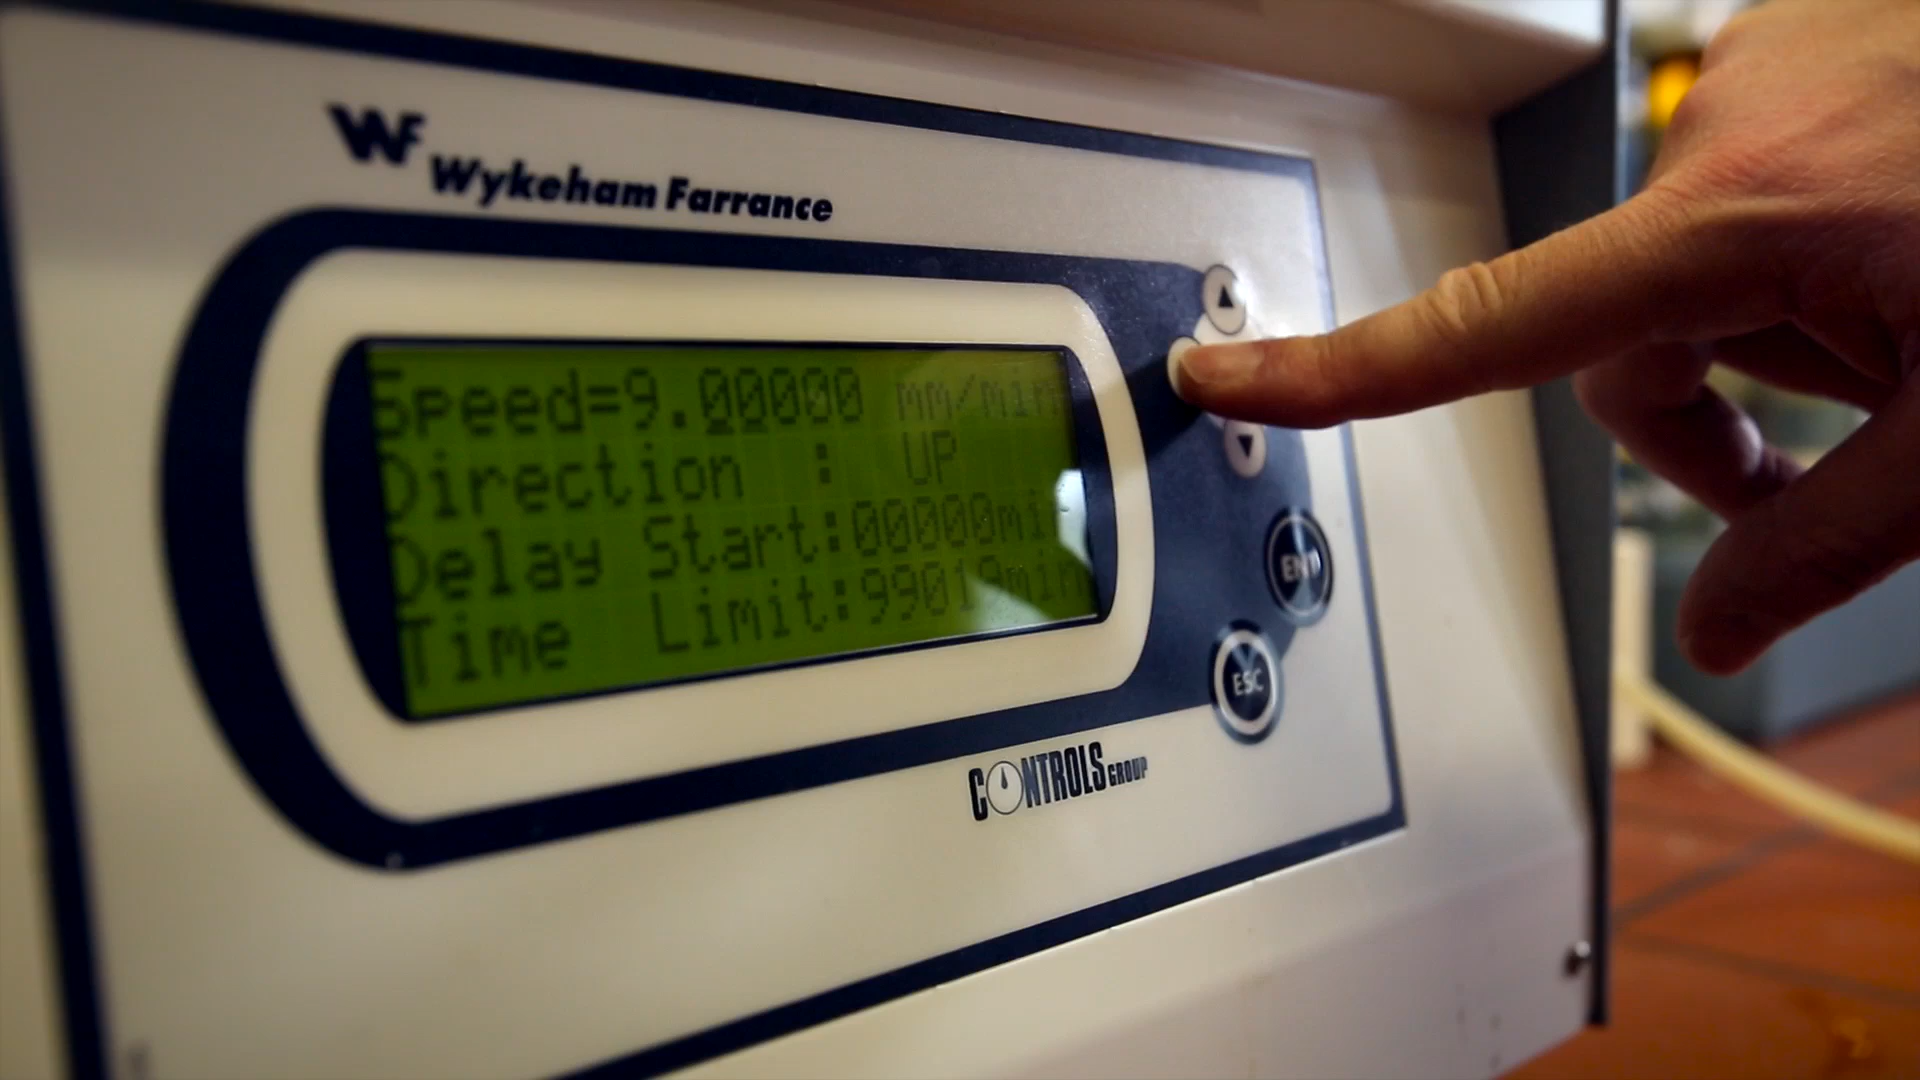 WF Wykeham Farrance
Speed=9.00000 mm/min
Direction : UP
Delay Start:00000min
Time Limit:99019min
ENT
ESC
CONTROLS GROUP